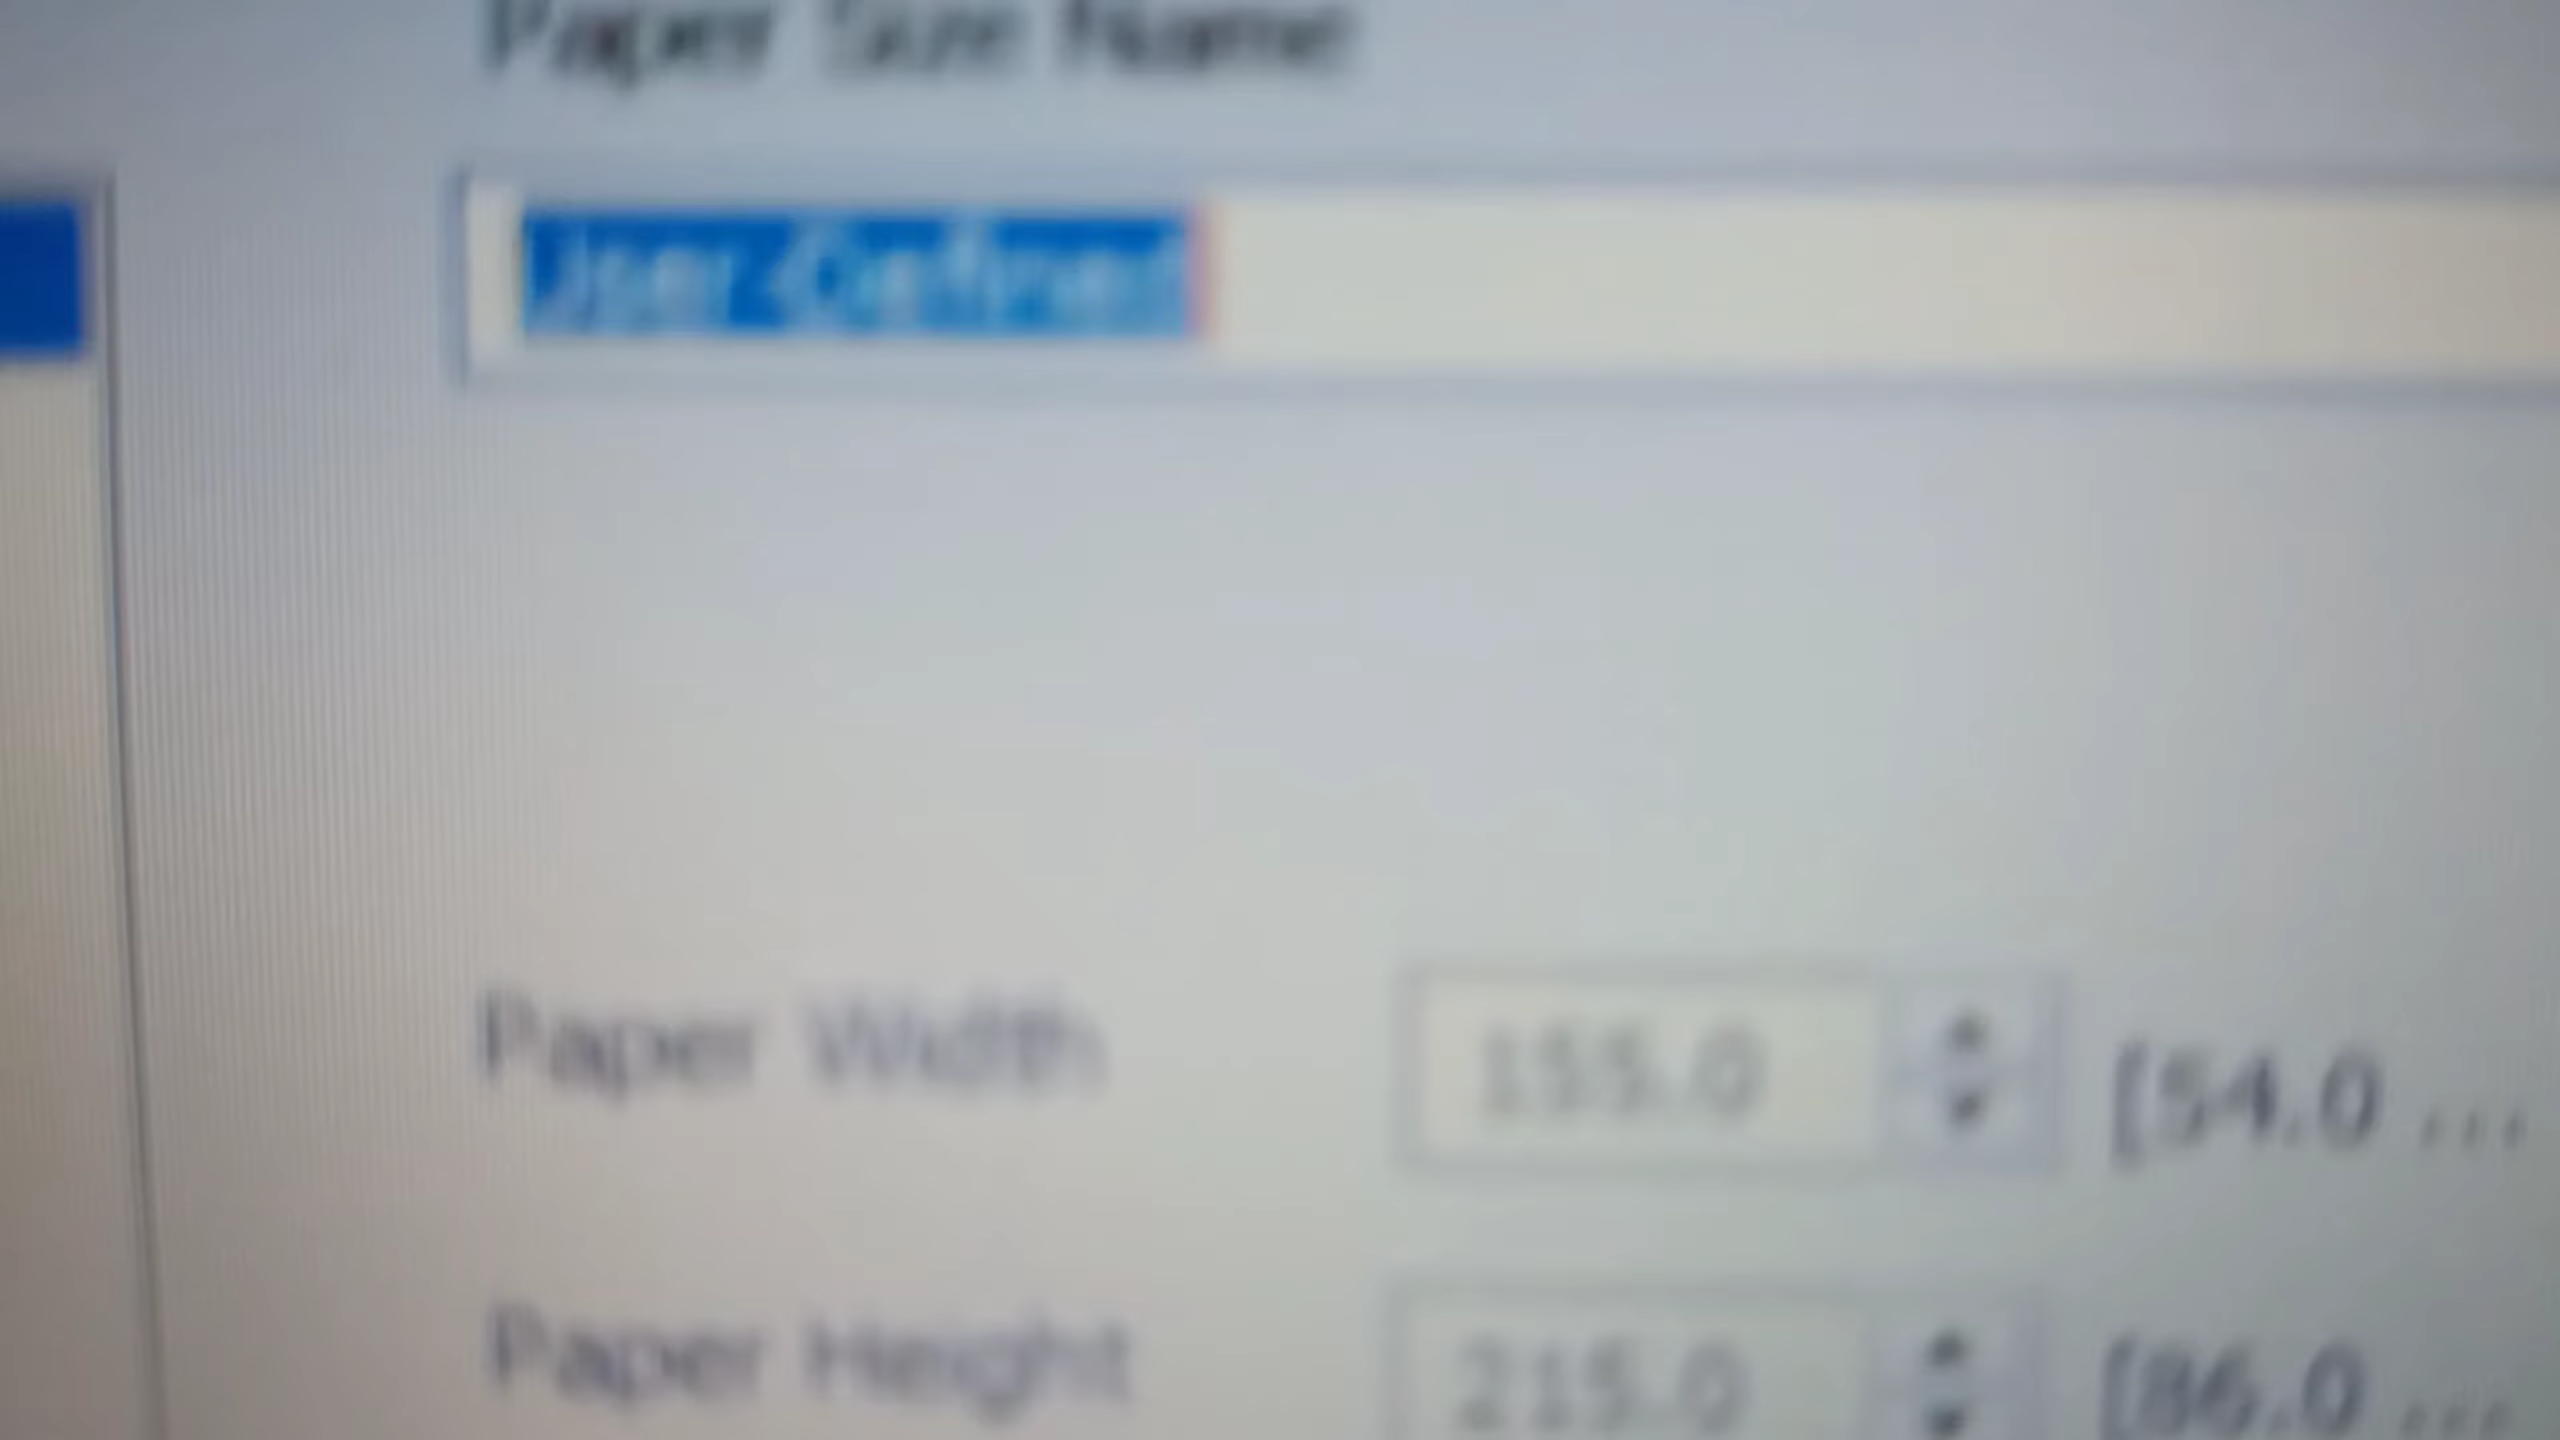 Paper Size Name
User-Defined
Paper Width 155.0 [54.0 ...
Paper Height 215.0 [86.0 ...